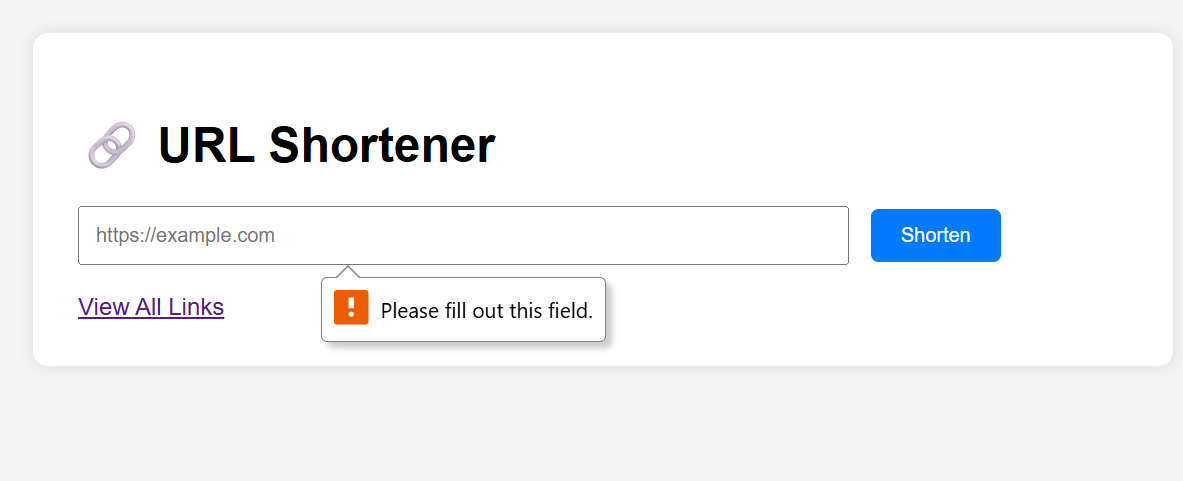 🔗 URL Shortener
https://example.com
Shorten
View All Links
Please fill out this field.